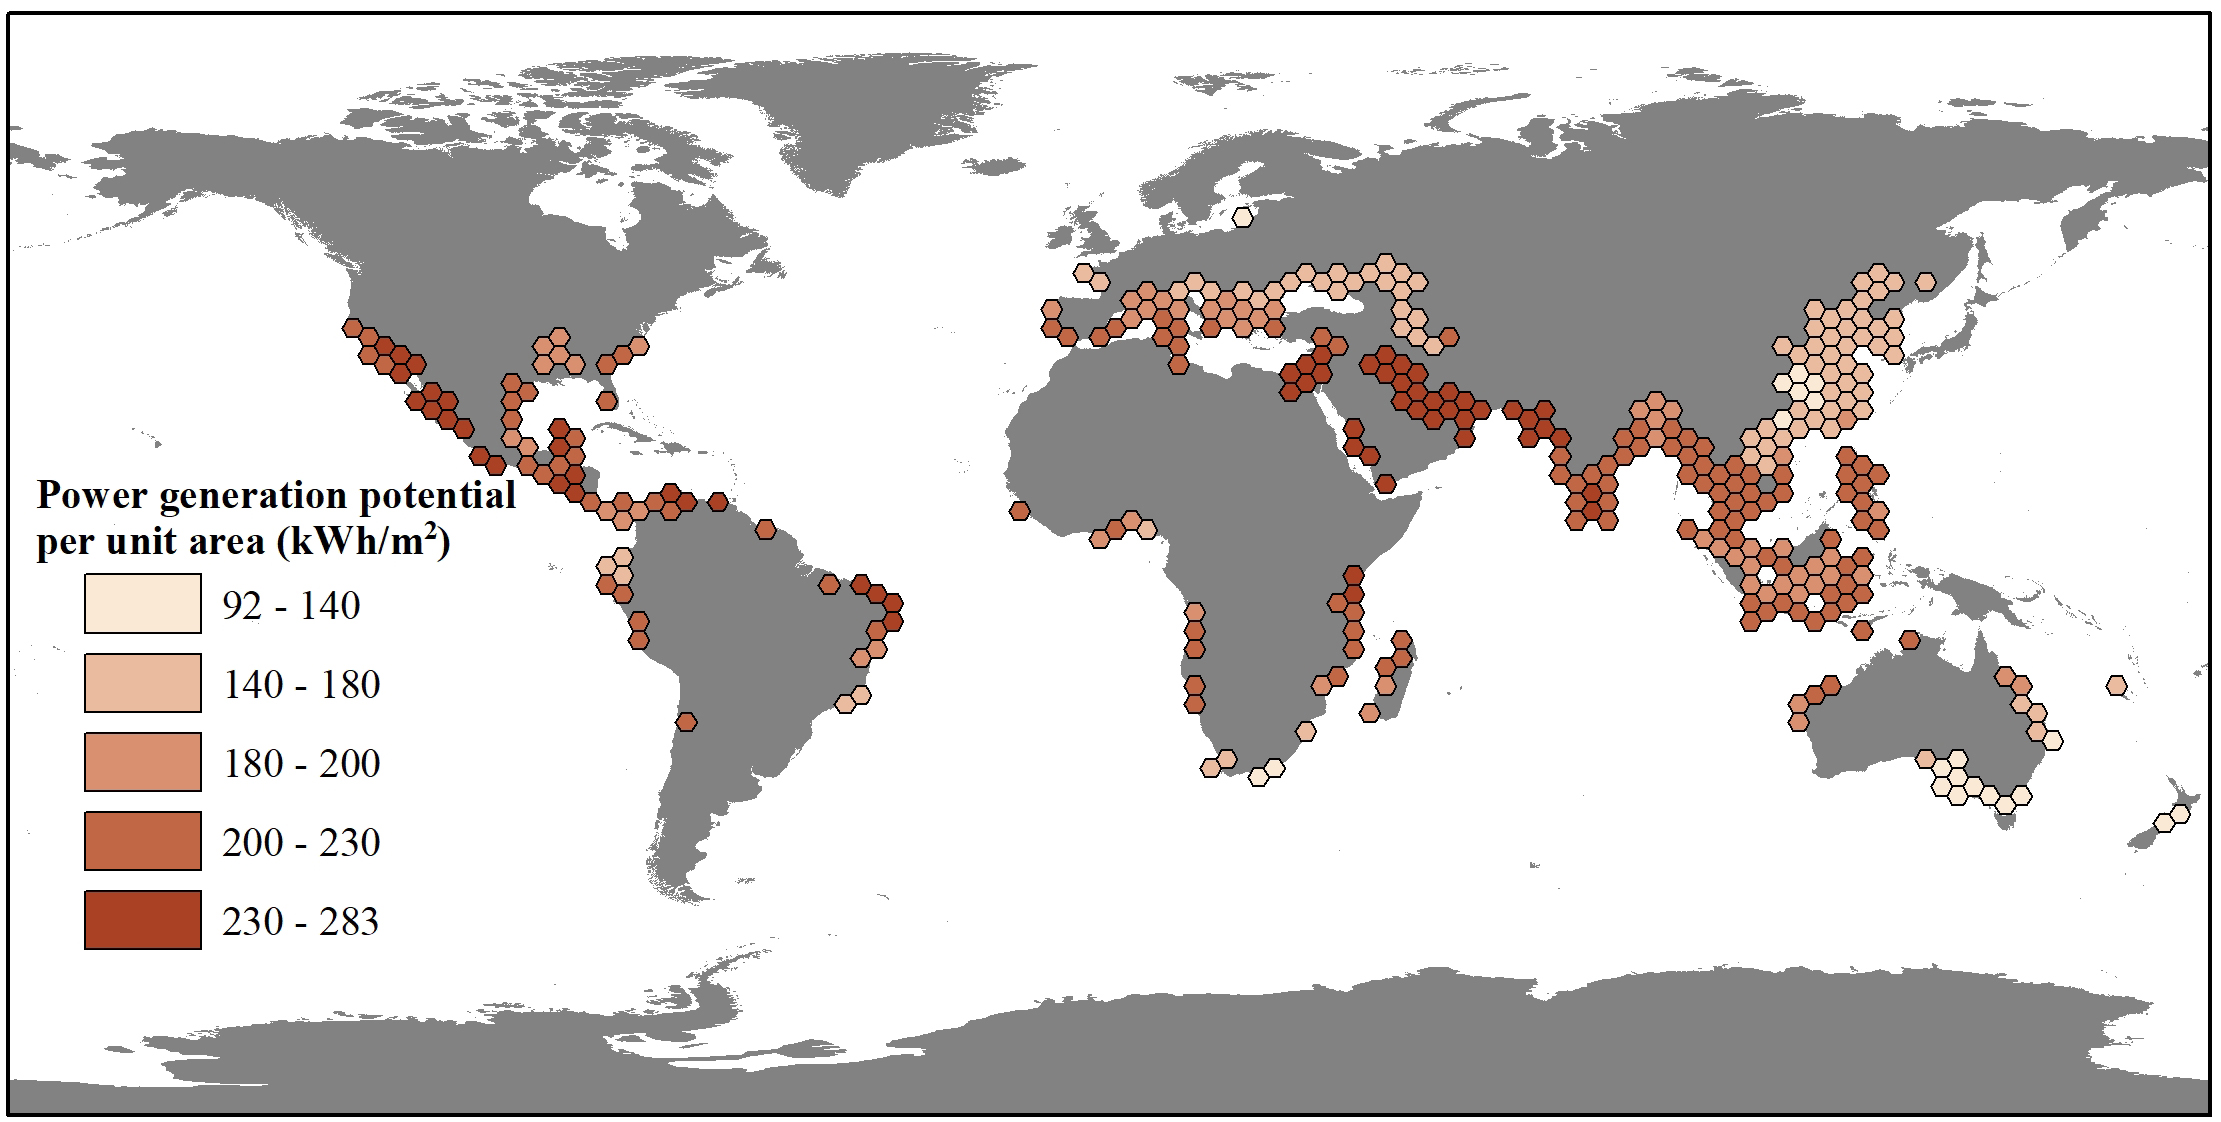 Power generation potential
per unit area (kWh/m²)
92 - 140
140 - 180
180 - 200
200 - 230
230 - 283